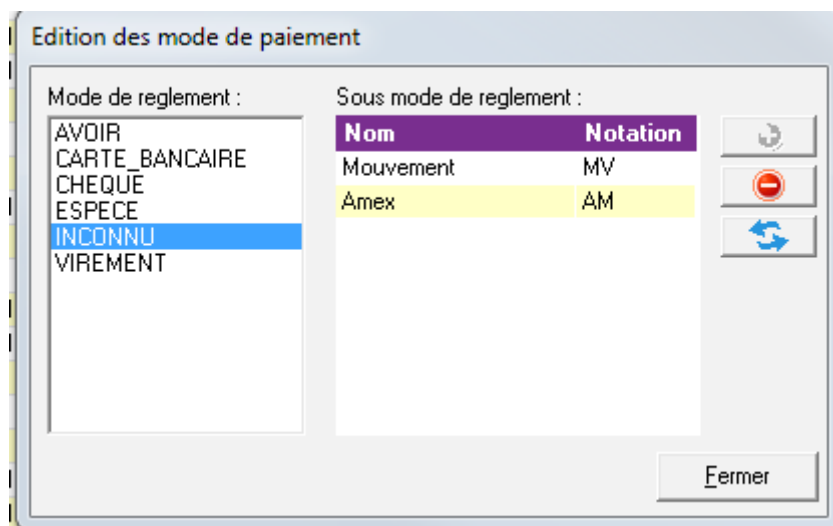 Edition des mode de paiement
Mode de reglement :
AVOIR
CARTE_BANCAIRE
CHEQUE
ESPECE
INCONNU
VIREMENT
Sous mode de reglement :
Nom Notation
Mouvement MV
Amex AM
Fermer